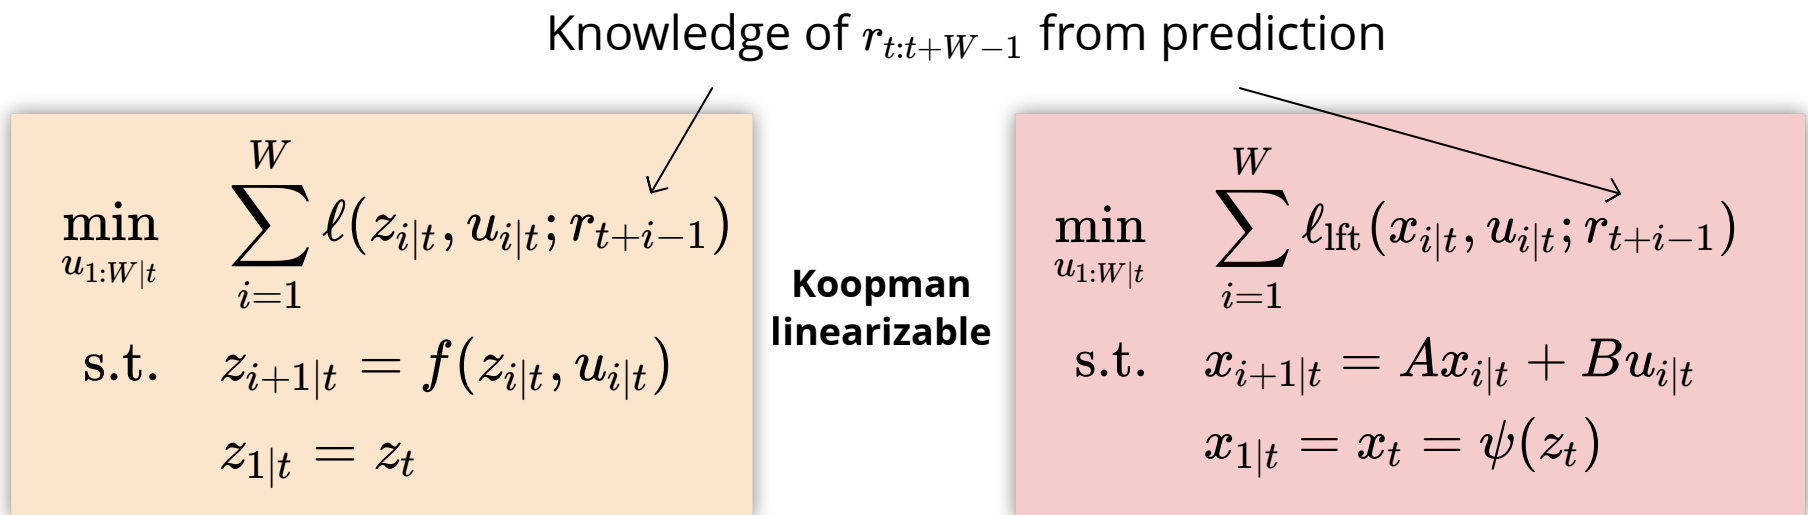 Knowledge of $r_{t:t+W-1}$ from prediction
$\min_{u_{1:W|t}} \sum_{i=1}^{W} \ell(z_{i|t}, u_{i|t}; r_{t+i-1})$
s.t. $z_{i+1|t} = f(z_{i|t}, u_{i|t})$
$z_{1|t} = z_t$
Koopman
linearizable
$\min_{u_{1:W|t}} \sum_{i=1}^{W} \ell_{\text{lft}}(x_{i|t}, u_{i|t}; r_{t+i-1})$
s.t. $x_{i+1|t} = Ax_{i|t} + Bu_{i|t}$
$x_{1|t} = x_t = \psi(z_t)$